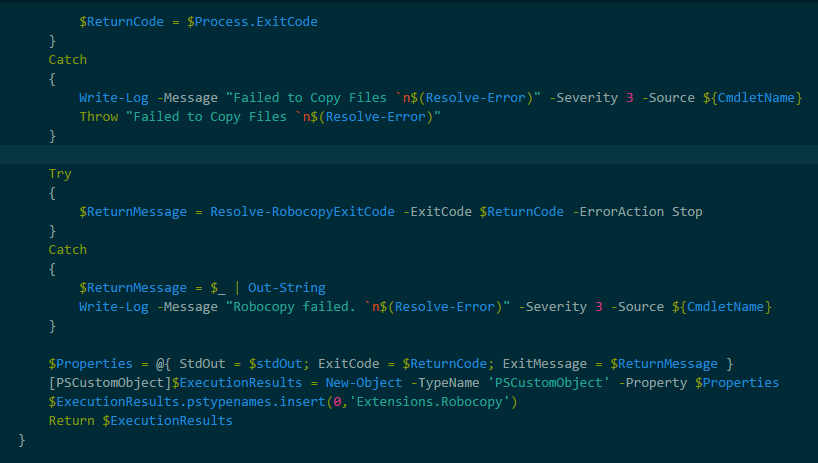 $ReturnCode = $Process.ExitCode
}
Catch
{
Write-Log -Message "Failed to Copy Files `n$(Resolve-Error)" -Severity 3 -Source ${CmdletName}
Throw "Failed to Copy Files `n$(Resolve-Error)"
}
Try
{
$ReturnMessage = Resolve-RobocopyExitCode -ExitCode $ReturnCode -ErrorAction Stop
}
Catch
{
$ReturnMessage = $_ | Out-String
Write-Log -Message "Robocopy failed. `n$(Resolve-Error)" -Severity 3 -Source ${CmdletName}
}
$Properties = @{ StdOut = $stdOut; ExitCode = $ReturnCode; ExitMessage = $ReturnMessage }
[PSCustomObject]$ExecutionResults = New-Object -TypeName 'PSCustomObject' -Property $Properties
$ExecutionResults.pstypenames.insert(0,'Extensions.Robocopy')
Return $ExecutionResults
}